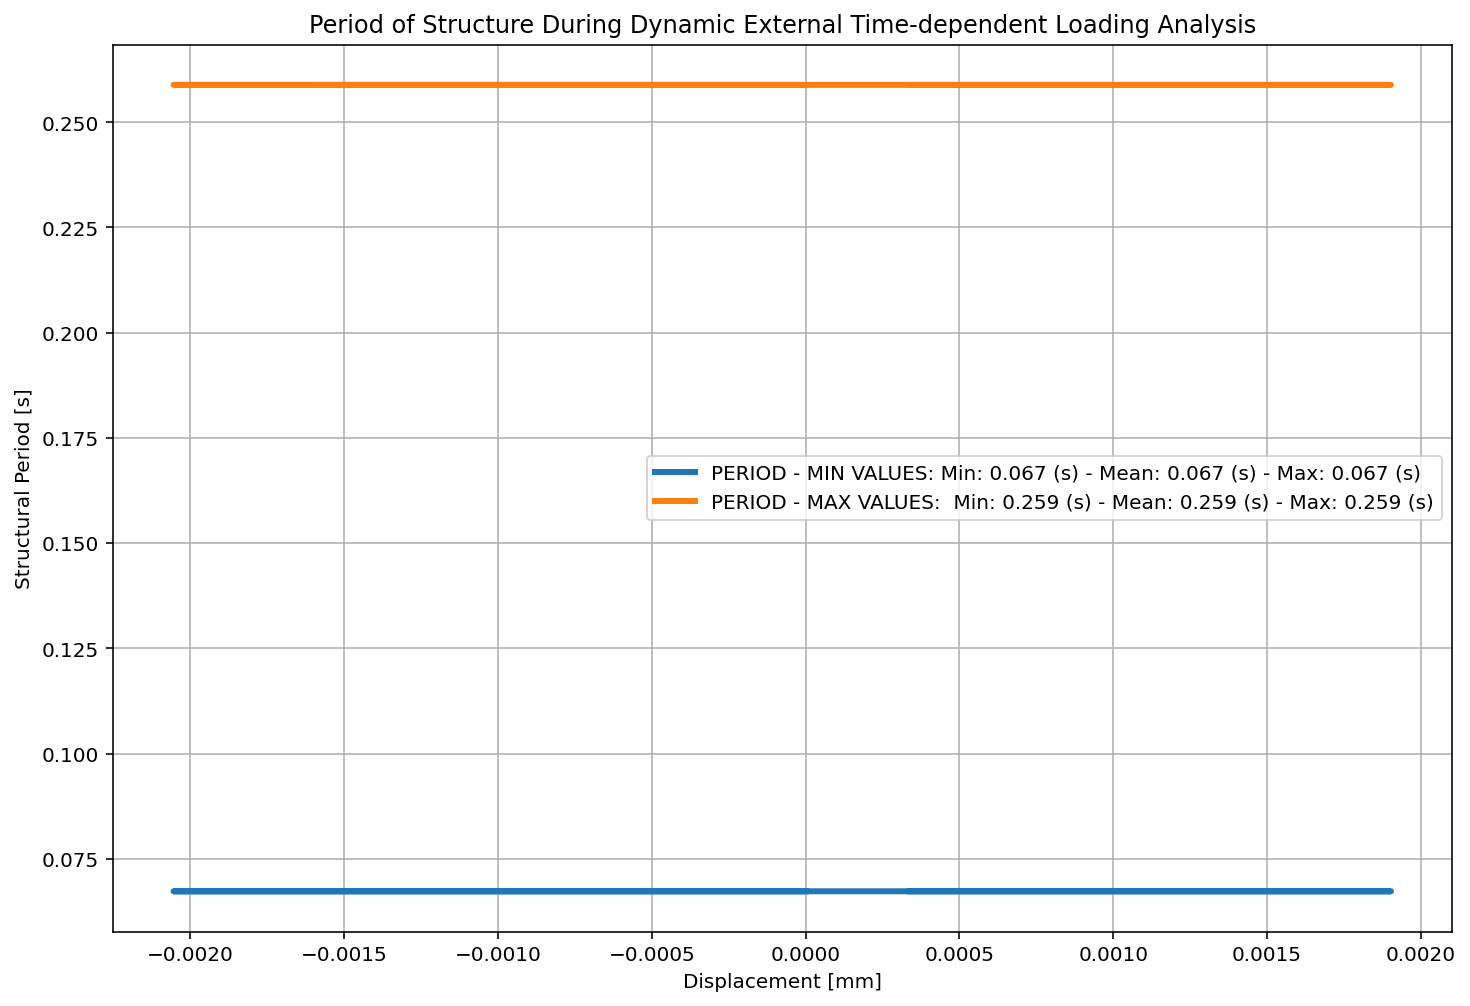 Period of Structure During Dynamic External Time-dependent Loading Analysis
Structural Period [s]
0.250
0.225
0.200
0.175
0.150
0.125
0.100
0.075
PERIOD - MIN VALUES: Min: 0.067 (s) - Mean: 0.067 (s) - Max: 0.067 (s)
PERIOD - MAX VALUES:  Min: 0.259 (s) - Mean: 0.259 (s) - Max: 0.259 (s)
−0.0020 −0.0015 −0.0010 −0.0005 0.0000 0.0005 0.0010 0.0015 0.0020
Displacement [mm]